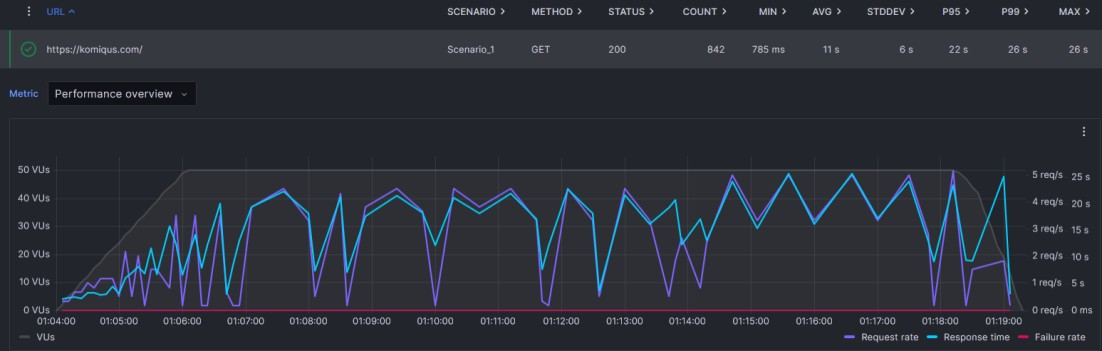 URL SCENARIO METHOD STATUS COUNT MIN AVG STDDEV P95 P99 MAX
https://komiqus.com/ Scenario_1 GET 200 842 785 ms 11 s 6 s 22 s 26 s 26 s
Metric Performance overview
50 VUs 5 req/s 25 s
40 VUs 4 req/s 20 s
30 VUs 3 req/s 15 s
20 VUs 2 req/s 10 s
10 VUs 1 req/s 5 s
0 VUs 0 req/s 0 ms
01:04:00 01:05:00 01:06:00 01:07:00 01:08:00 01:09:00 01:10:00 01:11:00 01:12:00 01:13:00 01:14:00 01:15:00 01:16:00 01:17:00 01:18:00 01:19:00
VUs Request rate Response time Failure rate